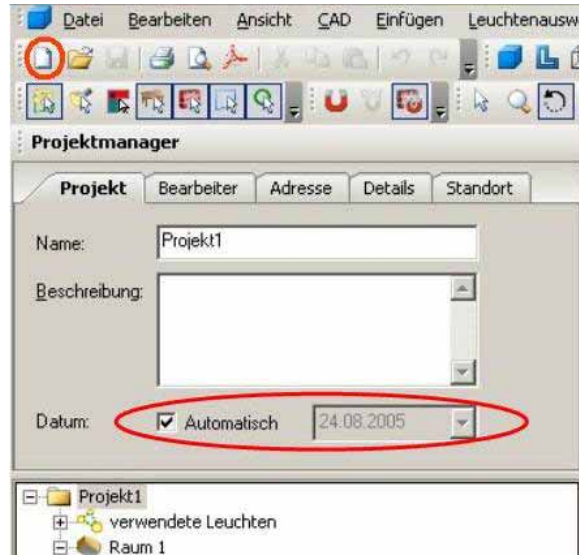 Datei Bearbeiten Ansicht CAD Einfügen Leuchtenausw
Projektmanager
Projekt Bearbeiter Adresse Details Standort
Name: Projekt1
Beschreibung:
Datum: Automatisch 24.08.2005
Projekt1
verwendete Leuchten
Raum 1